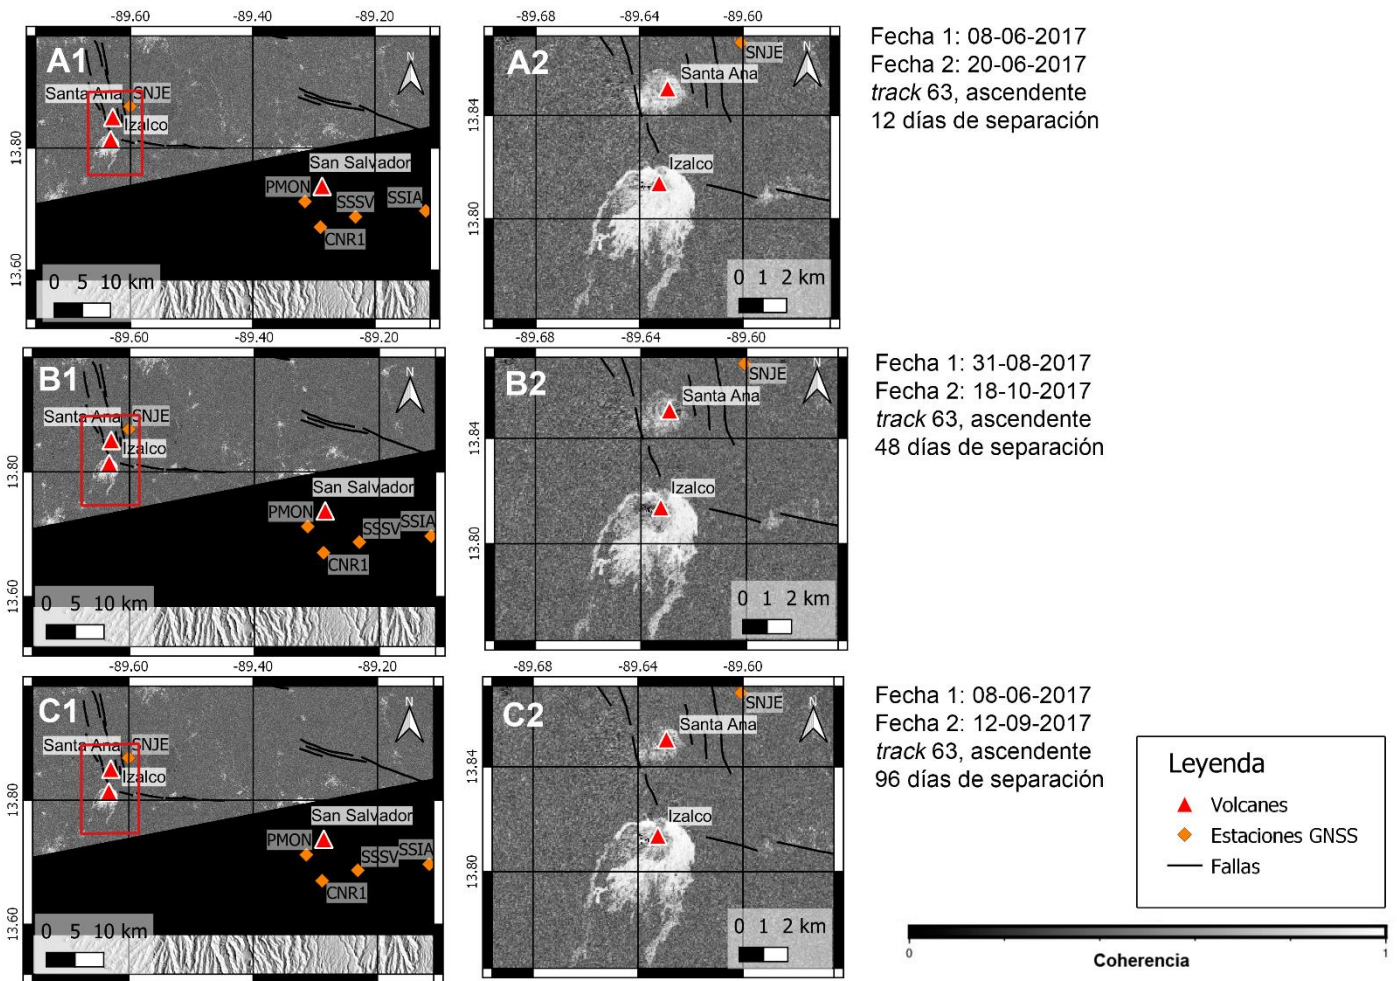 -89.60 -89.40 -89.20
A1
N
Santa Ana SNJE
Izalco
13.80
San Salvador
PMON
SSSV
SSIA
CNR1
13.60
0 5 10 km
-89.68 -89.64 -89.60
A2
N
SNJE
Santa Ana
13.84
Izalco
13.80
0 1 2 km
Fecha 1: 08-06-2017
Fecha 2: 20-06-2017
track 63, ascendente
12 días de separación
-89.60 -89.40 -89.20
B1
N
Santa Ana SNJE
Izalco
13.80
San Salvador
PMON
SSSV
SSIA
CNR1
13.60
0 5 10 km
-89.68 -89.64 -89.60
B2
N
SNJE
Santa Ana
13.84
Izalco
13.80
0 1 2 km
Fecha 1: 31-08-2017
Fecha 2: 18-10-2017
track 63, ascendente
48 días de separación
-89.60 -89.40 -89.20
C1
N
Santa Ana SNJE
Izalco
13.80
San Salvador
PMON
SSSV
SSIA
CNR1
13.60
0 5 10 km
-89.68 -89.64 -89.60
C2
N
SNJE
Santa Ana
13.84
Izalco
13.80
0 1 2 km
Fecha 1: 08-06-2017
Fecha 2: 12-09-2017
track 63, ascendente
96 días de separación
Leyenda
Volcanes
Estaciones GNSS
Fallas
0 1
Coherencia